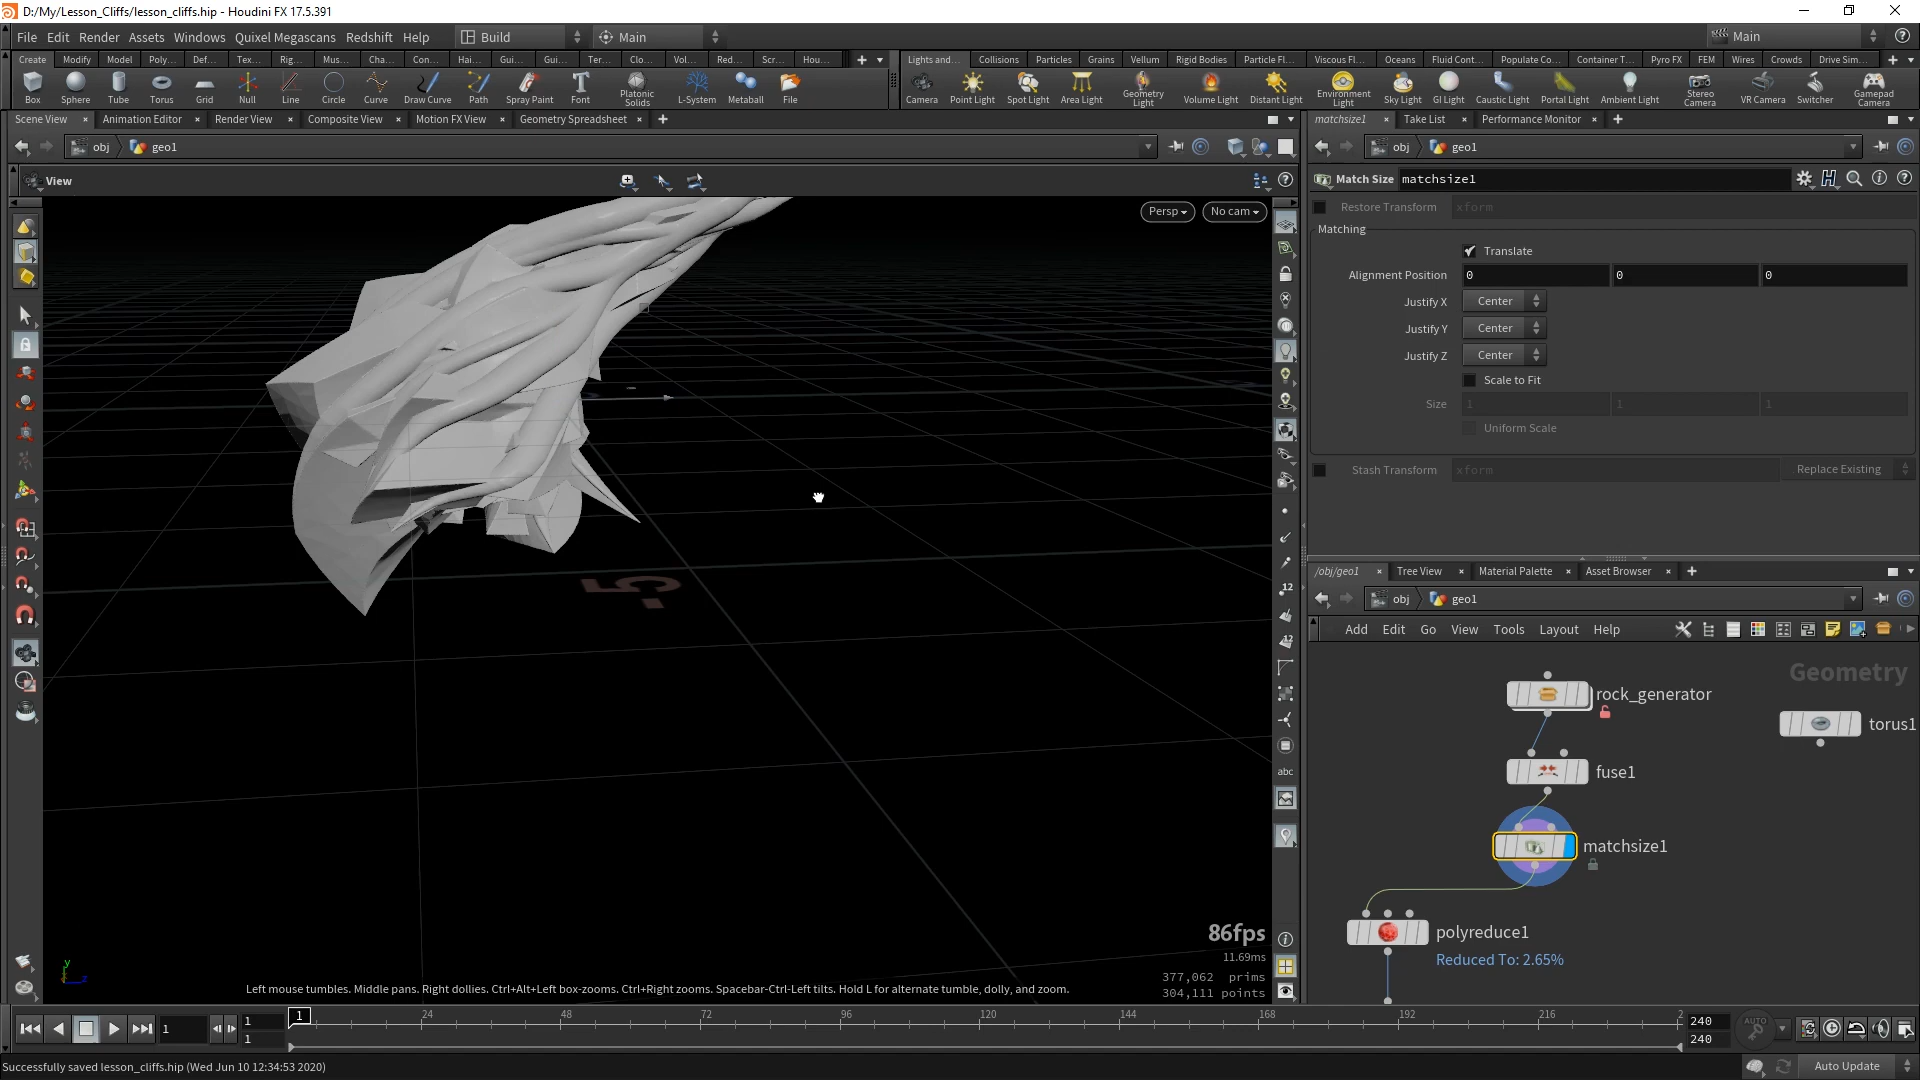 D:/My/Lesson_Cliffs/lesson_cliffs.hip - Houdini FX 17.5.391
File Edit Render Assets Windows Quixel Megascans Redshift Help Build Main Main
Create Modify Model Poly... Def... Tex... Rig... Mus... Cha... Con... Hai... Gui... Gui... Ter... Clo... Vol... Red... Scr... Hou...
Lights and... Collisions Particles Grains Vellum Rigid Bodies Particle Fl... Viscous Fl... Oceans Fluid Cont... Populate Co... Container T... Pyro FX FEM Wires Crowds Drive Sim...
Box Sphere Tube Torus Grid Null Line Circle Curve Draw Curve Path Spray Paint Font Platonic Solids L-System Metaball File
Camera Point Light Spot Light Area Light Geometry Light Volume Light Distant Light Environment Light Sky Light GI Light Caustic Light Portal Light Ambient Light Stereo Camera VR Camera Switcher Gamepad Camera
Scene View Animation Editor Render View Composite View Motion FX View Geometry Spreadsheet
matchsize1 Take List Performance Monitor
obj geo1
obj geo1
View
Persp No cam
Match Size matchsize1
Restore Transform xform
Matching
Translate
Alignment Position 0 0 0
Justify X Center
Justify Y Center
Justify Z Center
Scale to Fit
Size 1 1 1
Uniform Scale
Stash Transform xform Replace Existing
/obj/geo1 Tree View Material Palette Asset Browser
obj geo1
Add Edit Go View Tools Layout Help
Geometry
rock_generator
torus1
fuse1
matchsize1
polyreduce1
Reduced To: 2.65%
-5
12
12
abc
86fps
11.69ms
377,062 prims
304,111 points
y
z
Left mouse tumbles. Middle pans. Right dollies. Ctrl+Alt+Left box-zooms. Ctrl+Right zooms. Spacebar-Ctrl-Left tilts. Hold L for alternate tumble, dolly, and zoom.
1 1 1 24 48 72 96 120 144 168 192 216 2 240 AUTO
1 240
Successfully saved lesson_cliffs.hip (Wed Jun 10 12:34:53 2020)
Auto Update